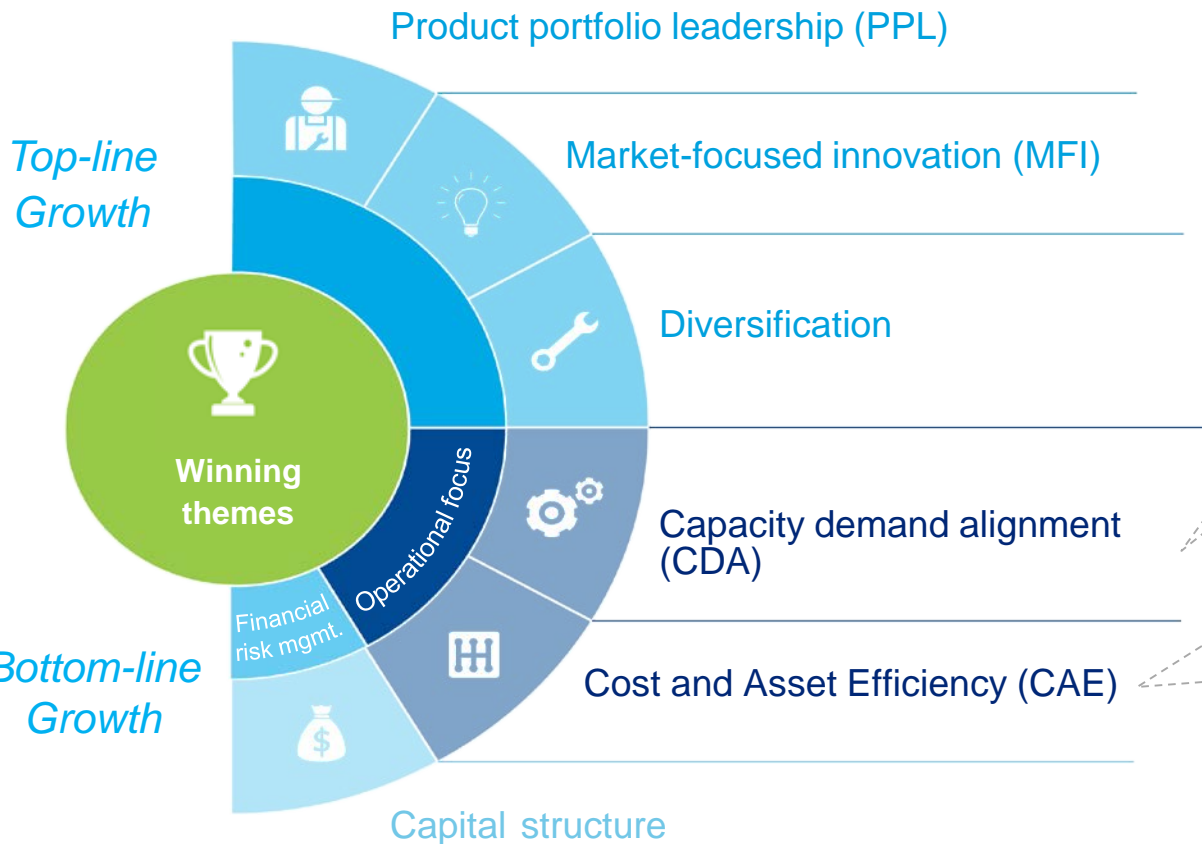 Product portfolio leadership (PPL)
Top-line
Growth
Market-focused innovation (MFI)
Diversification
Winning
themes
Operational focus
Capacity demand alignment
(CDA)
Financial
risk mgmt.
Bottom-line
Growth
Cost and Asset Efficiency (CAE)
$
Capital structure